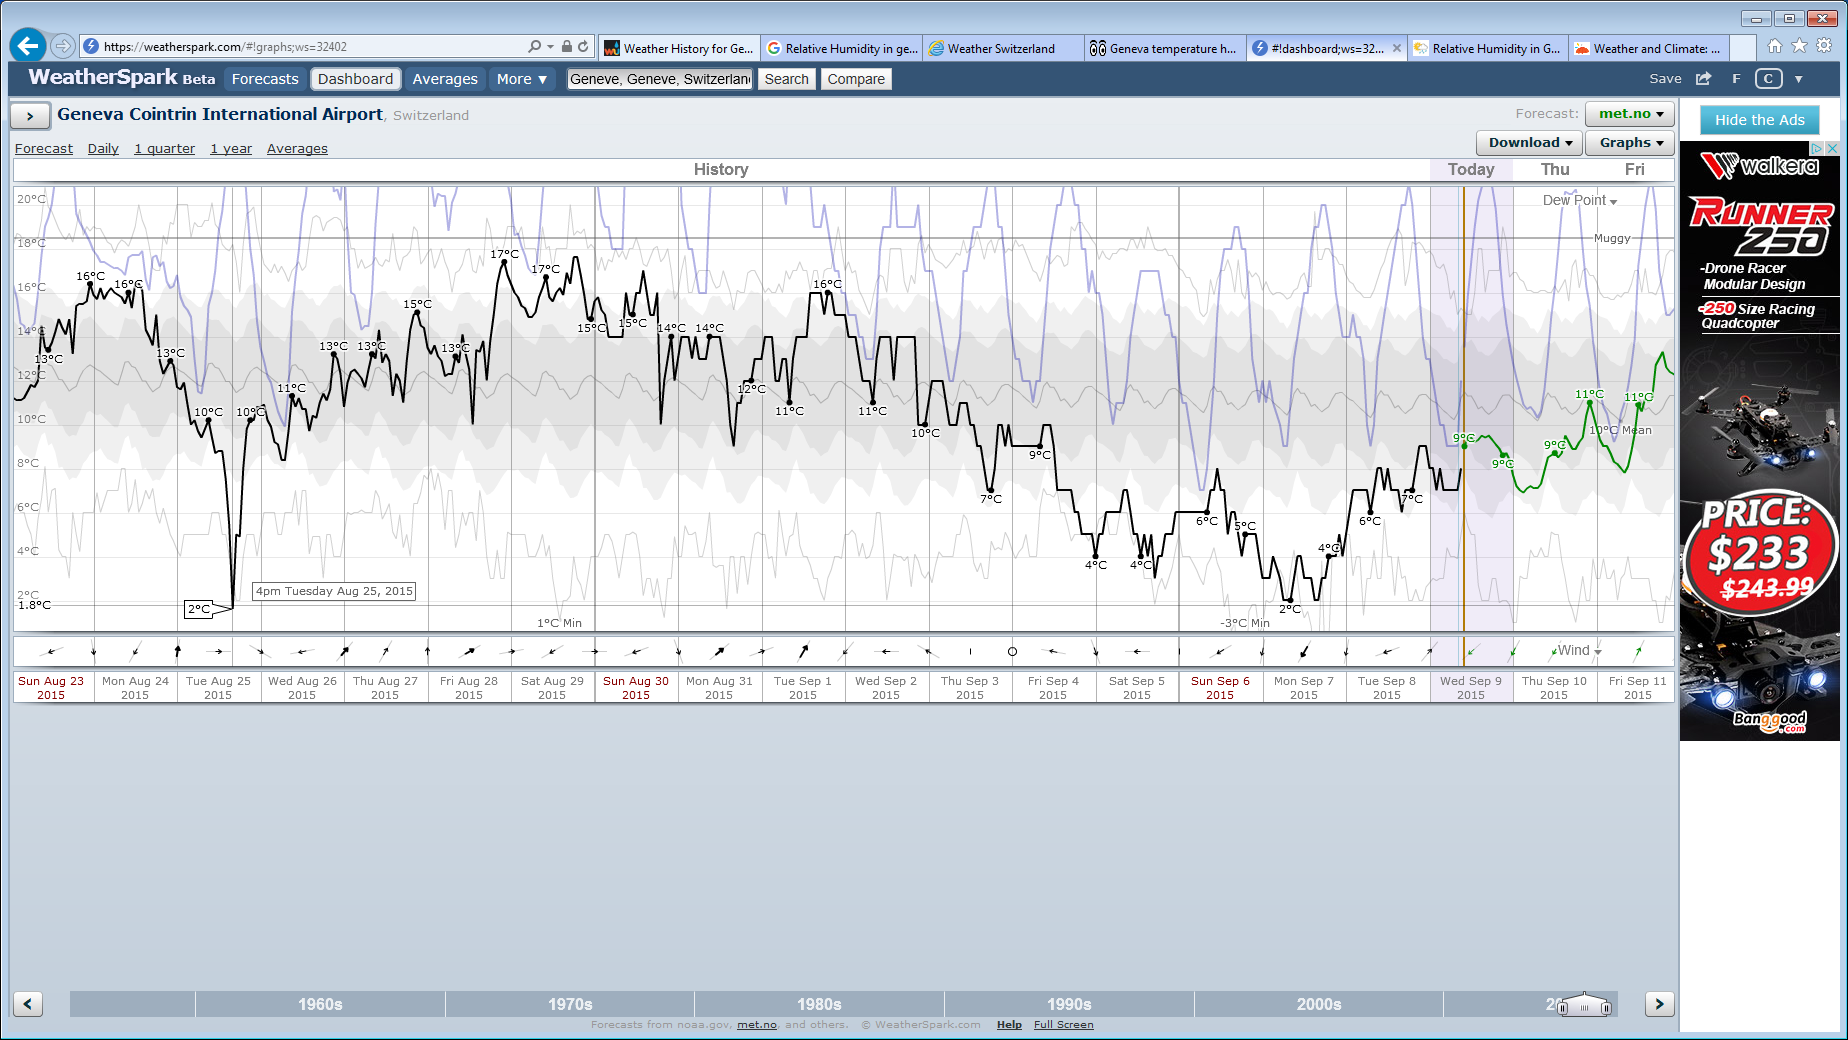 https://weatherspark.com/#!graphs;ws=32402
Weather History for Ge...
Relative Humidity in ge...
Weather Switzerland
Geneva temperature h...
#!dashboard;ws=32...
Relative Humidity in G...
Weather and Climate: ...
WeatherSpark Beta
Forecasts
Dashboard
Averages
More ▼
Geneve, Geneve, Switzerland
Search
Compare
Save
F
C
▼
>
Geneva Cointrin International Airport, Switzerland
Forecast:
met.no ▾
Hide the Ads
Forecast
Daily
1 quarter
1 year
Averages
Download ▾
Graphs ▾
History
Today
Thu
Fri
Dew Point
Muggy
20°C
18°C
16°C
14°C
12°C
10°C
8°C
6°C
4°C
2°C
1.8°C
13°C
16°C
16°C
13°C
10°C
2°C
10°C
11°C
13°C
13°C
15°C
13°C
17°C
17°C
15°C
15°C
14°C
14°C
12°C
11°C
16°C
11°C
10°C
7°C
9°C
4°C
4°C
6°C
5°C
2°C
4°C
6°C
7°C
9°C
9°C
9°C
11°C
11°C
10°C Mean
4pm Tuesday Aug 25, 2015
1°C Min
-3°C Min
Wind
Sun Aug 23
2015
Mon Aug 24
2015
Tue Aug 25
2015
Wed Aug 26
2015
Thu Aug 27
2015
Fri Aug 28
2015
Sat Aug 29
2015
Sun Aug 30
2015
Mon Aug 31
2015
Tue Sep 1
2015
Wed Sep 2
2015
Thu Sep 3
2015
Fri Sep 4
2015
Sat Sep 5
2015
Sun Sep 6
2015
Mon Sep 7
2015
Tue Sep 8
2015
Wed Sep 9
2015
Thu Sep 10
2015
Fri Sep 11
2015
walkera
RUNNER
250
-Drone Racer
Modular Design
-250 Size Racing
Quadcopter
PRICE:
$233
$243.99
Banggood
.com
<
1960s
1970s
1980s
1990s
2000s
>
Forecasts from noaa.gov, met.no, and others. © WeatherSpark.com Help Full Screen